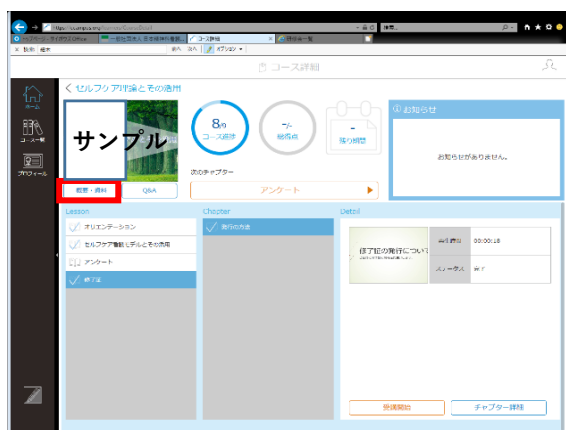 コース詳細
セルフケア理論とその活用
サンプル
8/9
コース進捗
-/-
総得点
-
残り期間
お知らせ
お知らせがありません。
ホーム
コース一覧
プロフィール
概要・資料
Q&A
次のチャプター
アンケート
Lesson
オリエンテーション
セルフケア看護モデルとその活用
アンケート
修了証
Chapter
発行の方法
Detail
修了証の発行について
再生時間
00:00:18
ステータス
完了
受講開始
チャプター詳細